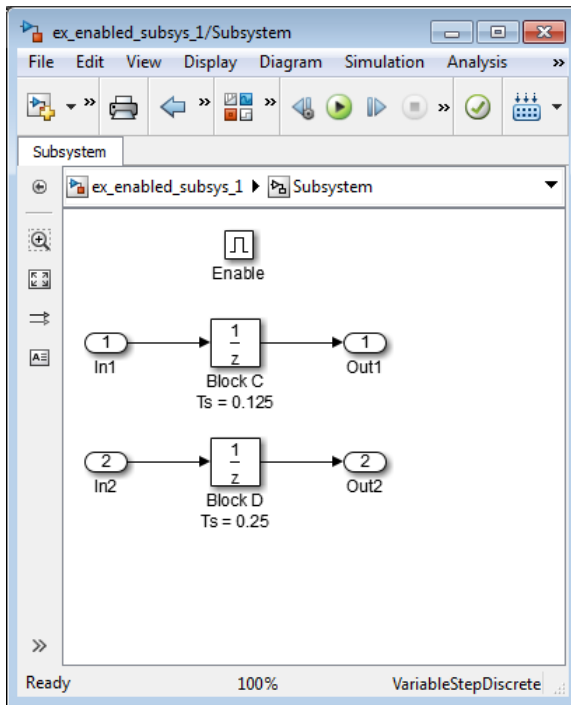 ex_enabled_subsys_1/Subsystem
File Edit View Display Diagram Simulation Analysis »
» » » »
Subsystem
ex_enabled_subsys_1 Subsystem
Enable
1 1 z 1
In1 Block C Out1
Ts = 0.125
2 1 z 2
In2 Block D Out2
Ts = 0.25
»
Ready 100% VariableStepDiscrete